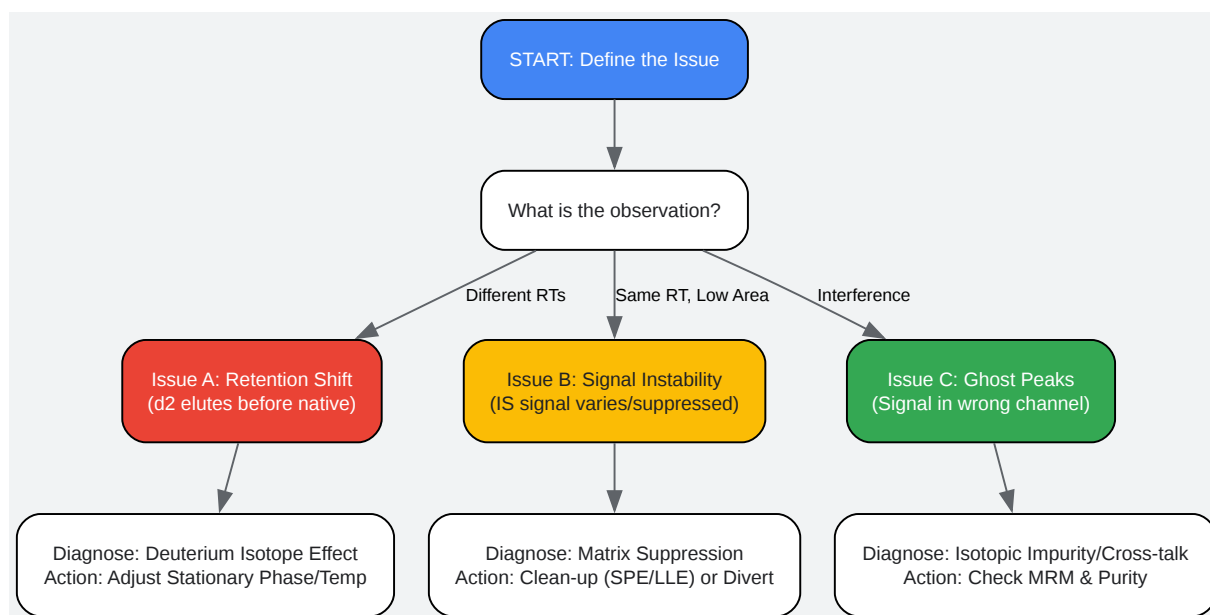 START: Define the Issue
What is the observation?
Different RTs
Same RT, Low Area
Interference
Issue A: Retention Shift
(d2 elutes before native)
Issue B: Signal Instability
(IS signal varies/suppressed)
Issue C: Ghost Peaks
(Signal in wrong channel)
Diagnose: Deuterium Isotope Effect
Action: Adjust Stationary Phase/Temp
Diagnose: Matrix Suppression
Action: Clean-up (SPE/LLE) or Divert
Diagnose: Isotopic Impurity/Cross-talk
Action: Check MRM & Purity